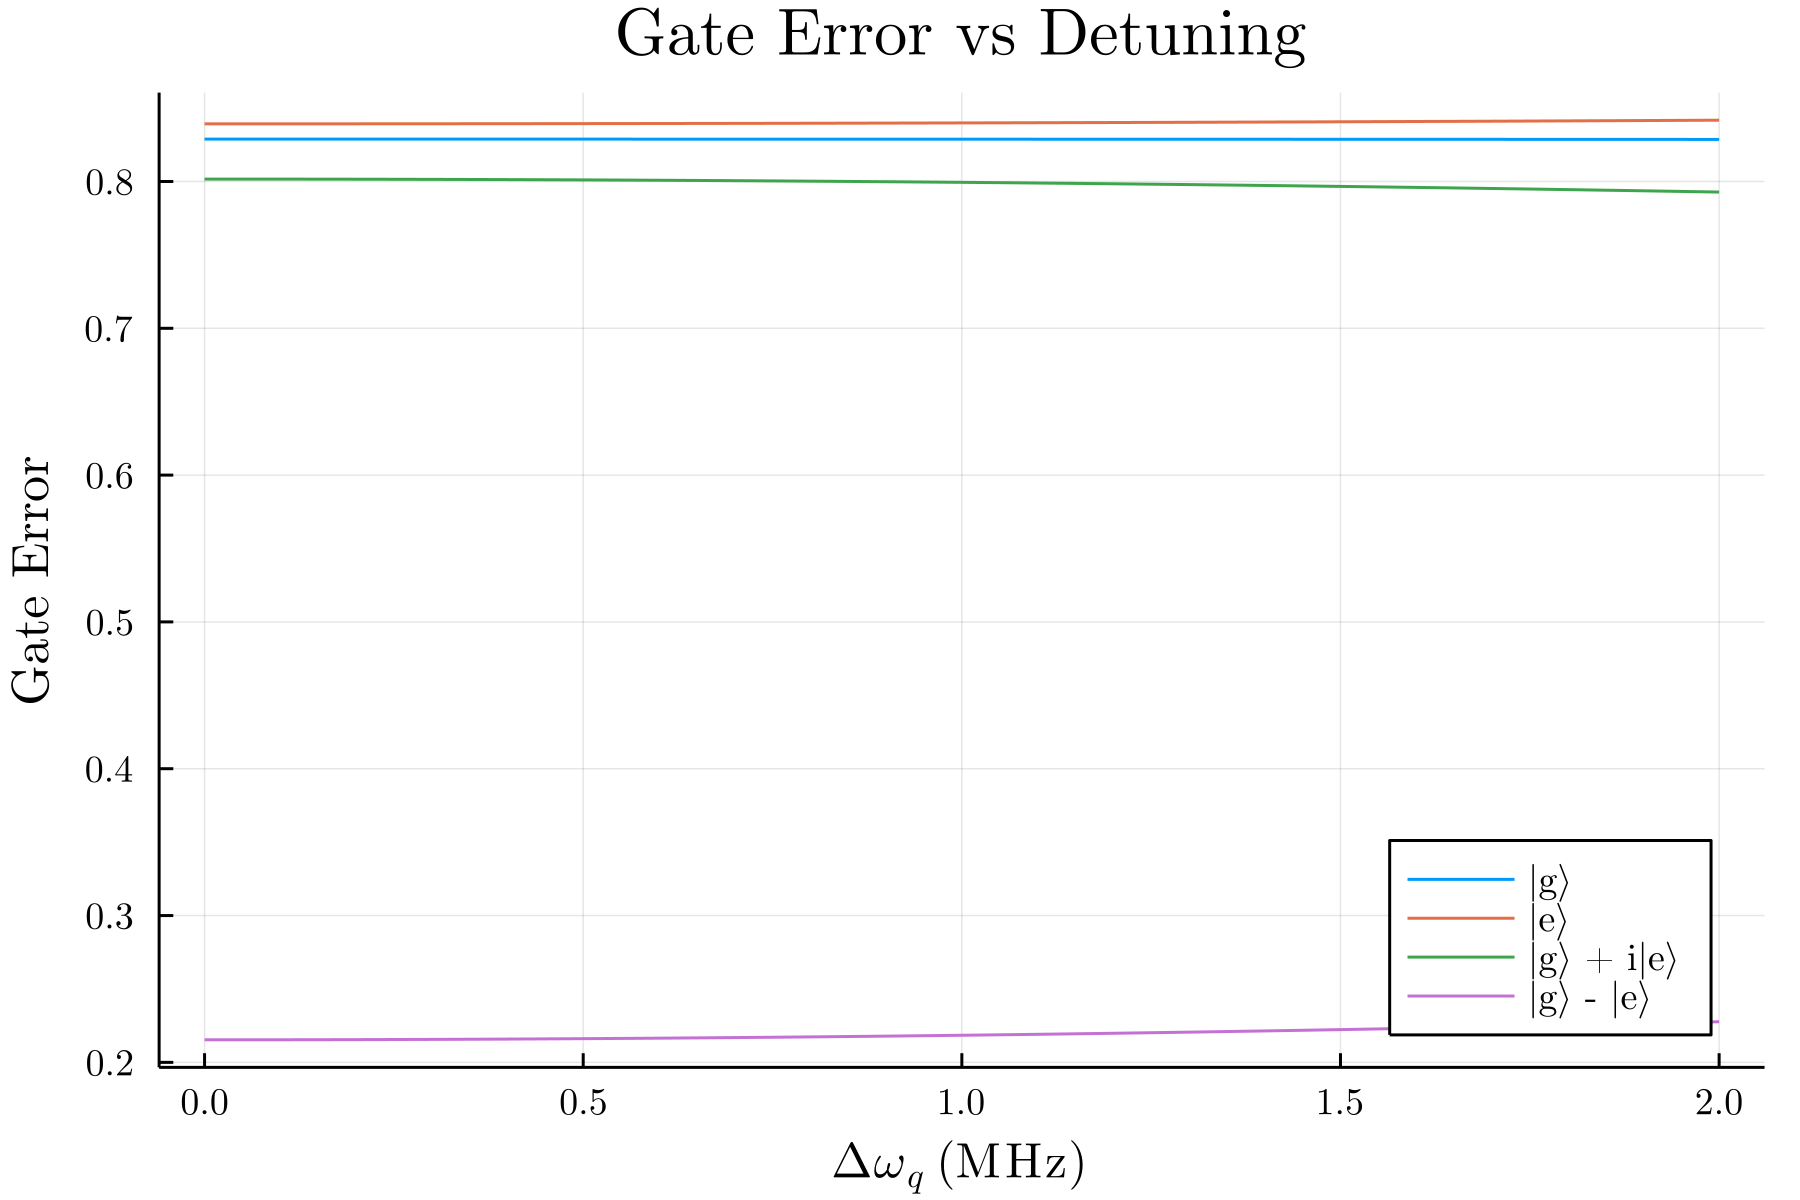 Gate Error vs Detuning
Gate Error
0.8
0.7
0.6
0.5
0.4
0.3
0.2
|g⟩
|e⟩
|g⟩ + i|e⟩
|g⟩ - |e⟩
0.0 0.5 1.0 1.5 2.0
Δω_q (MHz)